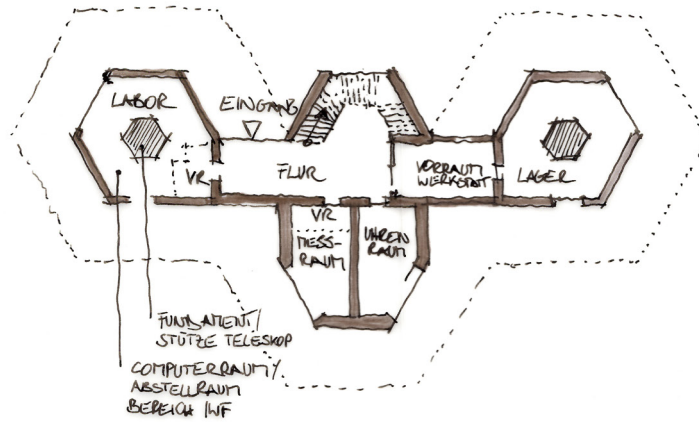 LABOR
EINGANG
VR
FLUR
VORRAUM
WERKSTATT
LAGER
VR
MESS-
RAUM
UHREN
RAUM
FUNDAMENT/
STÜTZE TELESKOP
COMPUTERRAUM/
ABSTELLRAUM
BEREICH IWF